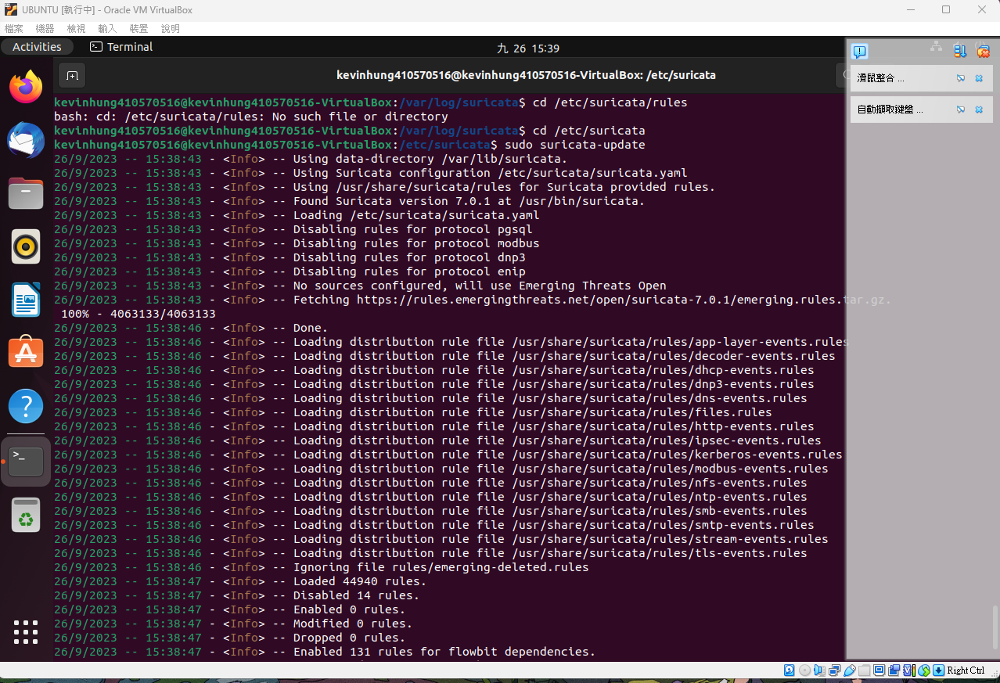 UBUNTU [執行中] - Oracle VM VirtualBox
檔案 機器 檢視 輸入 裝置 說明
Activities Terminal 九 26 15:39
kevinhung410570516@kevinhung410570516-VirtualBox: /etc/suricata
滑鼠整合 ...
自動擷取鍵盤 ...
kevinhung410570516@kevinhung410570516-VirtualBox:/var/log/suricata$ cd /etc/suricata/rules
bash: cd: /etc/suricata/rules: No such file or directory
kevinhung410570516@kevinhung410570516-VirtualBox:/var/log/suricata$ cd /etc/suricata
kevinhung410570516@kevinhung410570516-VirtualBox:/etc/suricata$ sudo suricata-update
26/9/2023 -- 15:38:43 - <Info> -- Using data-directory /var/lib/suricata.
26/9/2023 -- 15:38:43 - <Info> -- Using Suricata configuration /etc/suricata/suricata.yaml
26/9/2023 -- 15:38:43 - <Info> -- Using /usr/share/suricata/rules for Suricata provided rules.
26/9/2023 -- 15:38:43 - <Info> -- Found Suricata version 7.0.1 at /usr/bin/suricata.
26/9/2023 -- 15:38:43 - <Info> -- Loading /etc/suricata/suricata.yaml
26/9/2023 -- 15:38:43 - <Info> -- Disabling rules for protocol pgsql
26/9/2023 -- 15:38:43 - <Info> -- Disabling rules for protocol modbus
26/9/2023 -- 15:38:43 - <Info> -- Disabling rules for protocol dnp3
26/9/2023 -- 15:38:43 - <Info> -- Disabling rules for protocol enip
26/9/2023 -- 15:38:43 - <Info> -- No sources configured, will use Emerging Threats Open
26/9/2023 -- 15:38:43 - <Info> -- Fetching https://rules.emergingthreats.net/open/suricata-7.0.1/emerging.rules.tar.gz.
100% - 4063133/4063133
26/9/2023 -- 15:38:46 - <Info> -- Done.
26/9/2023 -- 15:38:46 - <Info> -- Loading distribution rule file /usr/share/suricata/rules/app-layer-events.rules
26/9/2023 -- 15:38:46 - <Info> -- Loading distribution rule file /usr/share/suricata/rules/decoder-events.rules
26/9/2023 -- 15:38:46 - <Info> -- Loading distribution rule file /usr/share/suricata/rules/dhcp-events.rules
26/9/2023 -- 15:38:46 - <Info> -- Loading distribution rule file /usr/share/suricata/rules/dnp3-events.rules
26/9/2023 -- 15:38:46 - <Info> -- Loading distribution rule file /usr/share/suricata/rules/dns-events.rules
26/9/2023 -- 15:38:46 - <Info> -- Loading distribution rule file /usr/share/suricata/rules/files.rules
26/9/2023 -- 15:38:46 - <Info> -- Loading distribution rule file /usr/share/suricata/rules/http-events.rules
26/9/2023 -- 15:38:46 - <Info> -- Loading distribution rule file /usr/share/suricata/rules/ipsec-events.rules
26/9/2023 -- 15:38:46 - <Info> -- Loading distribution rule file /usr/share/suricata/rules/kerberos-events.rules
26/9/2023 -- 15:38:46 - <Info> -- Loading distribution rule file /usr/share/suricata/rules/modbus-events.rules
26/9/2023 -- 15:38:46 - <Info> -- Loading distribution rule file /usr/share/suricata/rules/nfs-events.rules
26/9/2023 -- 15:38:46 - <Info> -- Loading distribution rule file /usr/share/suricata/rules/ntp-events.rules
26/9/2023 -- 15:38:46 - <Info> -- Loading distribution rule file /usr/share/suricata/rules/smb-events.rules
26/9/2023 -- 15:38:46 - <Info> -- Loading distribution rule file /usr/share/suricata/rules/smtp-events.rules
26/9/2023 -- 15:38:46 - <Info> -- Loading distribution rule file /usr/share/suricata/rules/stream-events.rules
26/9/2023 -- 15:38:46 - <Info> -- Loading distribution rule file /usr/share/suricata/rules/tls-events.rules
26/9/2023 -- 15:38:46 - <Info> -- Ignoring file rules/emerging-deleted.rules
26/9/2023 -- 15:38:47 - <Info> -- Loaded 44940 rules.
26/9/2023 -- 15:38:47 - <Info> -- Disabled 14 rules.
26/9/2023 -- 15:38:47 - <Info> -- Enabled 0 rules.
26/9/2023 -- 15:38:47 - <Info> -- Modified 0 rules.
26/9/2023 -- 15:38:47 - <Info> -- Dropped 0 rules.
26/9/2023 -- 15:38:47 - <Info> -- Enabled 131 rules for flowbit dependencies.
Right Ctrl